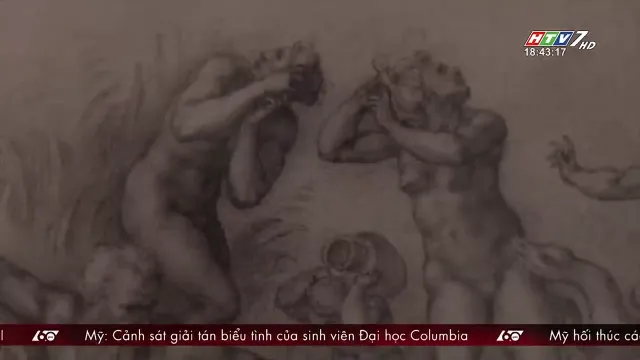 HTV7 HD
18:43:17
Mỹ: Cảnh sát giải tán biểu tình của sinh viên Đại học Columbia
Mỹ hối thúc cá